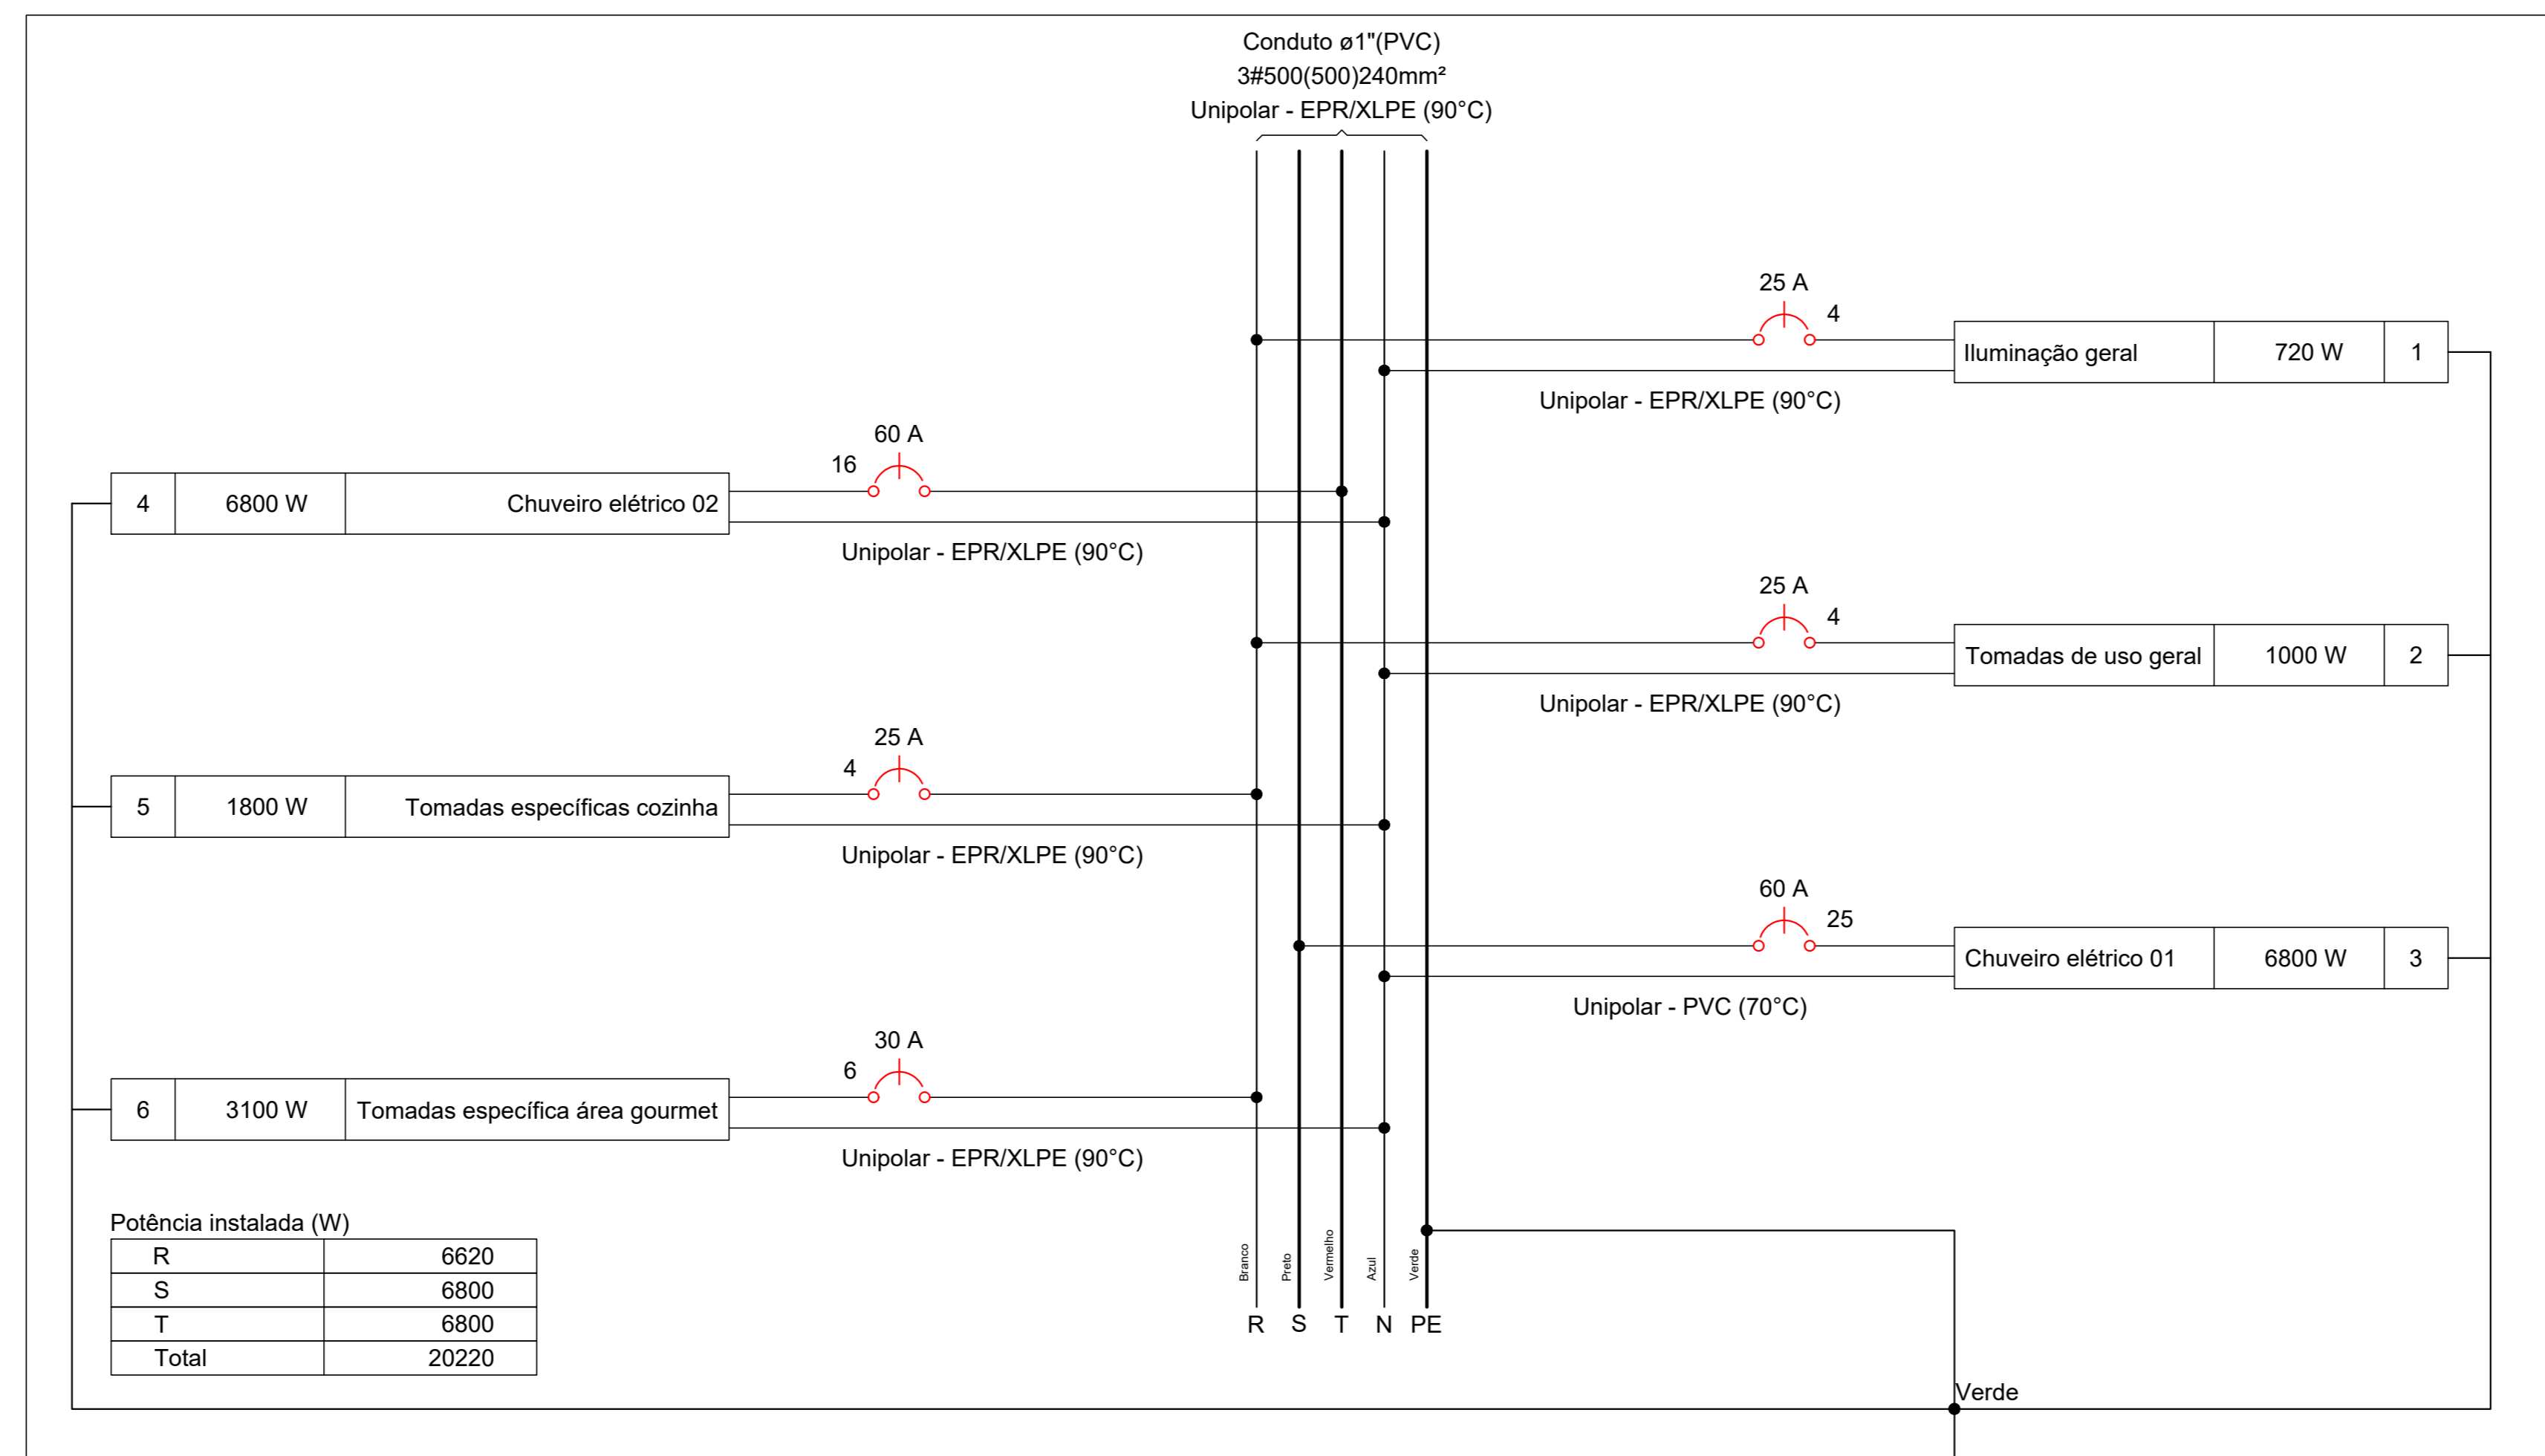 Conduto ø1"(PVC)
3#500(500)240mm²
Unipolar - EPR/XLPE (90°C)
25 A
4
Iluminação geral 720 W 1
Unipolar - EPR/XLPE (90°C)
60 A
16
4 6800 W Chuveiro elétrico 02
Unipolar - EPR/XLPE (90°C)
25 A
4
Tomadas de uso geral 1000 W 2
Unipolar - EPR/XLPE (90°C)
25 A
4
5 1800 W Tomadas específicas cozinha
Unipolar - EPR/XLPE (90°C)
60 A
25
Chuveiro elétrico 01 6800 W 3
Unipolar - PVC (70°C)
30 A
6
6 3100 W Tomadas específica área gourmet
Unipolar - EPR/XLPE (90°C)
Potência instalada (W)
R 6620
S 6800
T 6800
Total 20220
Branco
Preto
Vermelho
Azul
Verde
R S T N PE
Verde